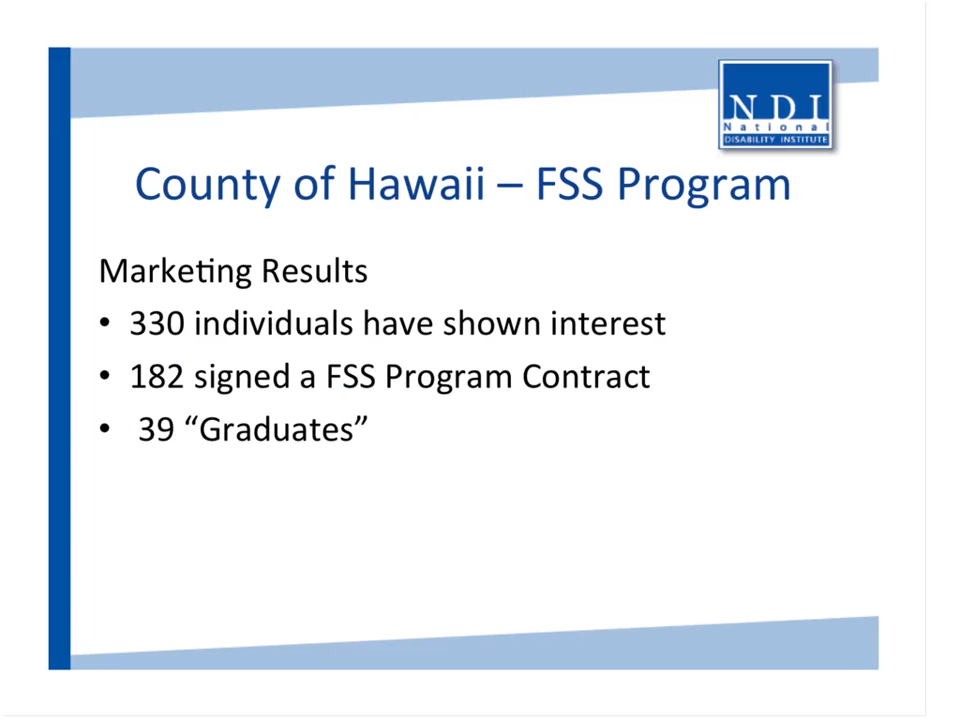 NDI
National
DISABILITY INSTITUTE
County of Hawaii – FSS Program
Marketing Results
• 330 individuals have shown interest
• 182 signed a FSS Program Contract
• 39 “Graduates”